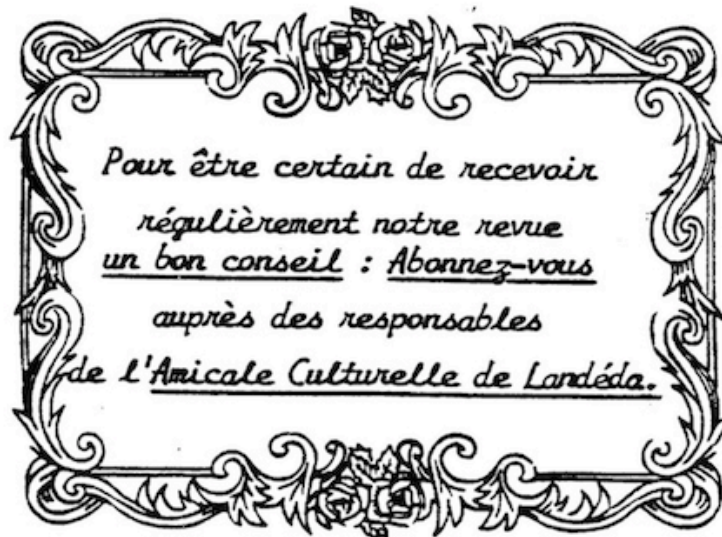 Pour être certain de recevoir
régulièrement notre revue
un bon conseil : Abonnez-vous
auprès des responsables
de l'Amicale Culturelle de Landéda.